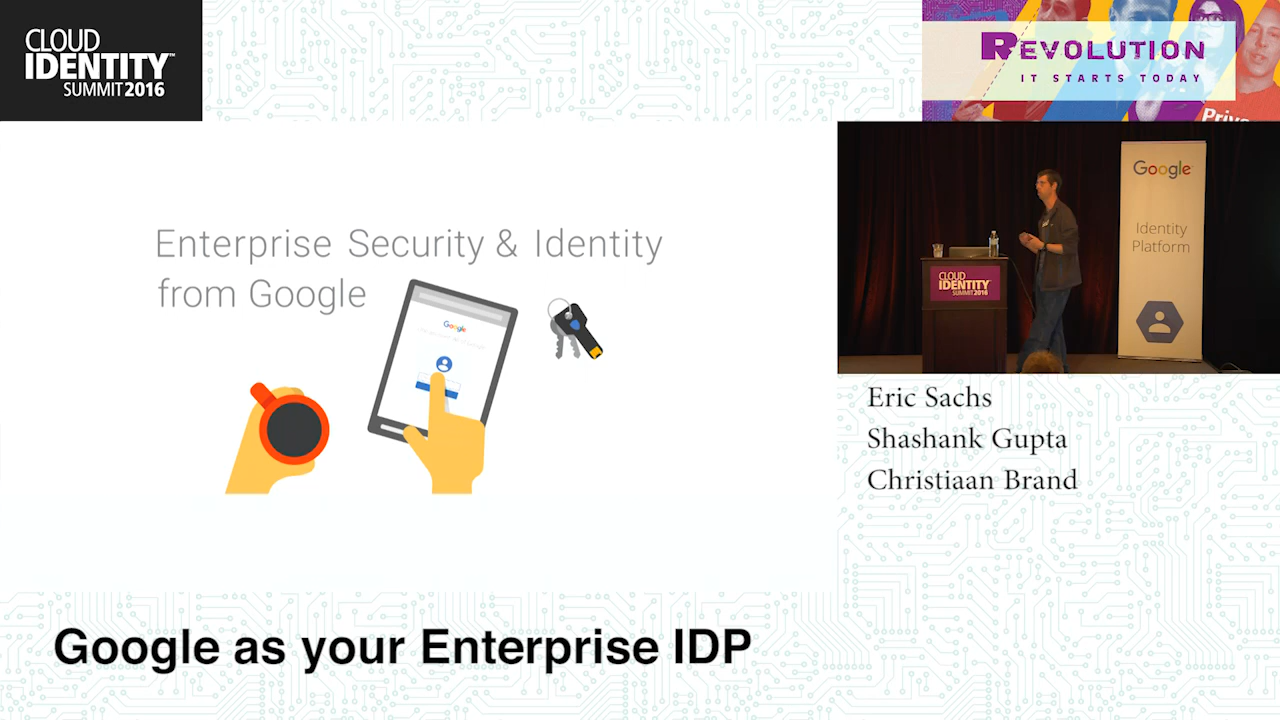 CLOUD
IDENTITY™
SUMMIT 2016
REVOLUTION
IT STARTS TODAY
Enterprise Security & Identity
from Google
Google
Google
Identity
Platform
CLOUD
IDENTITY
SUMMIT 2016
Eric Sachs
Shashank Gupta
Christiaan Brand
Google as your Enterprise IDP